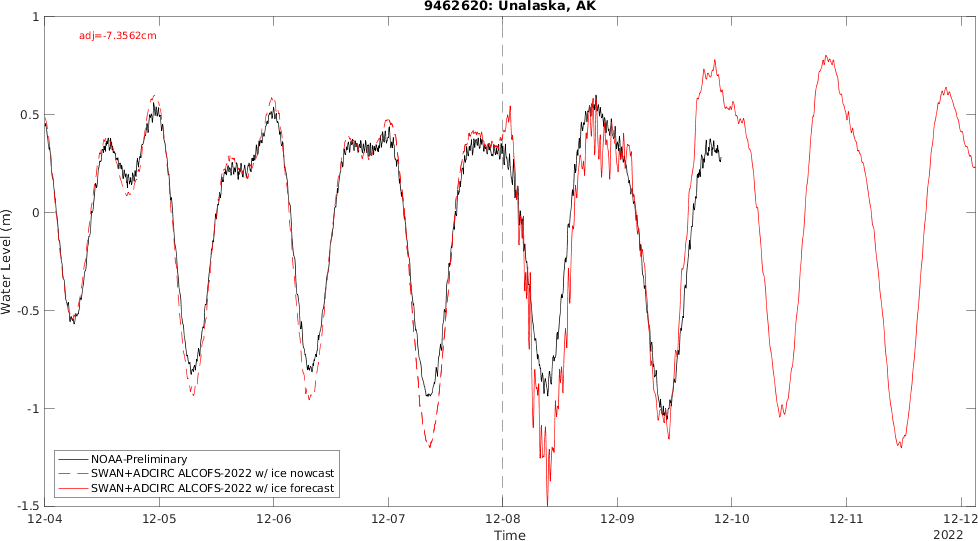 9462620: Unalaska, AK
adj=-7.3562cm
Water Level (m)
1
0.5
0
-0.5
-1
-1.5
NOAA-Preliminary
SWAN+ADCIRC ALCOFS-2022 w/ ice nowcast
SWAN+ADCIRC ALCOFS-2022 w/ ice forecast
12-04 12-05 12-06 12-07 12-08 12-09 12-10 12-11 12-12
Time
2022